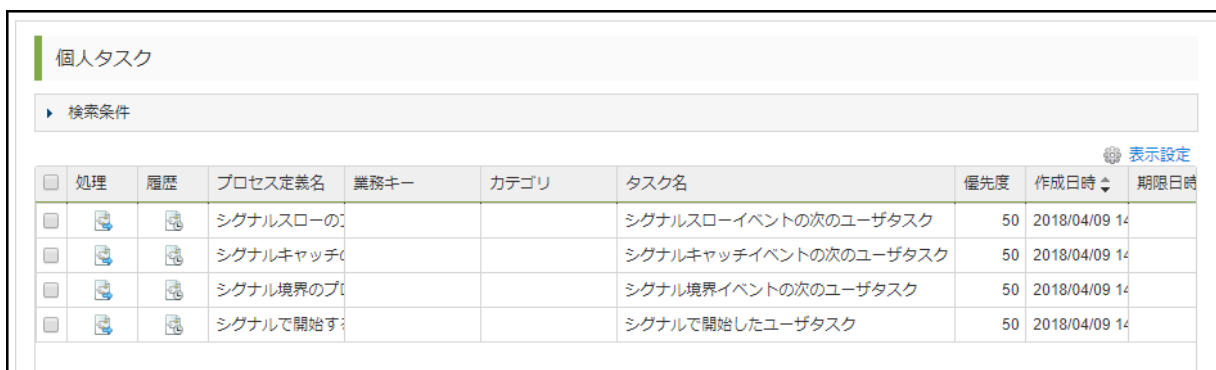 個人タスク
検索条件
表示設定
処理 履歴 プロセス定義名 業務キー カテゴリ タスク名 優先度 作成日時 期限日時
シグナルスローの シグナルスローイベントの次のユーザタスク 50 2018/04/09 14
シグナルキャッチ シグナルキャッチイベントの次のユーザタスク 50 2018/04/09 14
シグナル境界のプロ シグナル境界イベントの次のユーザタスク 50 2018/04/09 14
シグナルで開始す シグナルで開始したユーザタスク 50 2018/04/09 14